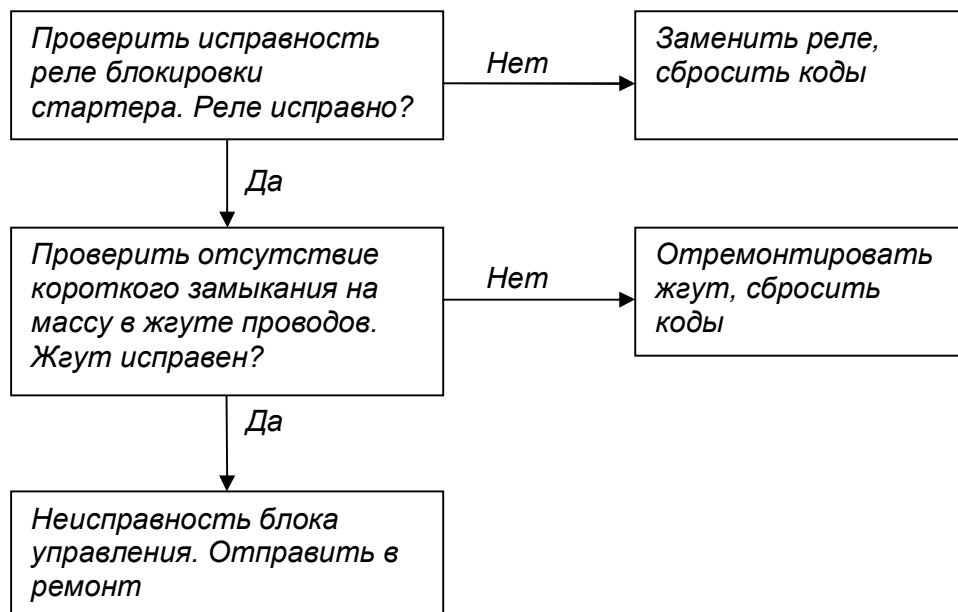 Проверить исправность
реле блокировки
стартера. Реле исправно?
Нет
Заменить реле,
сбросить коды
Да
Проверить отсутствие
короткого замыкания на
массу в жгуте проводов.
Жгут исправен?
Нет
Отремонтировать
жгут, сбросить
коды
Да
Неисправность блока
управления. Отправить в
ремонт